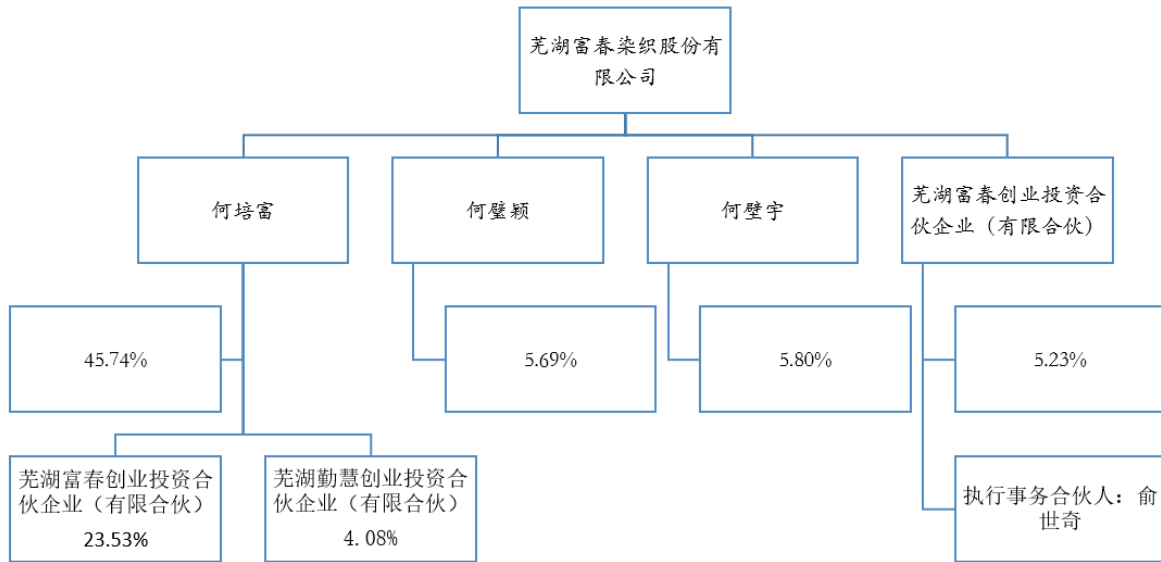 芜湖富春染织股份有
限公司
何培富
何壁颖
何壁宇
芜湖富春创业投资合
伙企业（有限合伙）
45.74%
5.69%
5.80%
5.23%
芜湖富春创业投资合
伙企业（有限合伙）
23.53%
芜湖勤慧创业投资合
伙企业（有限合伙）
4.08%
执行事务合伙人：俞
世奇